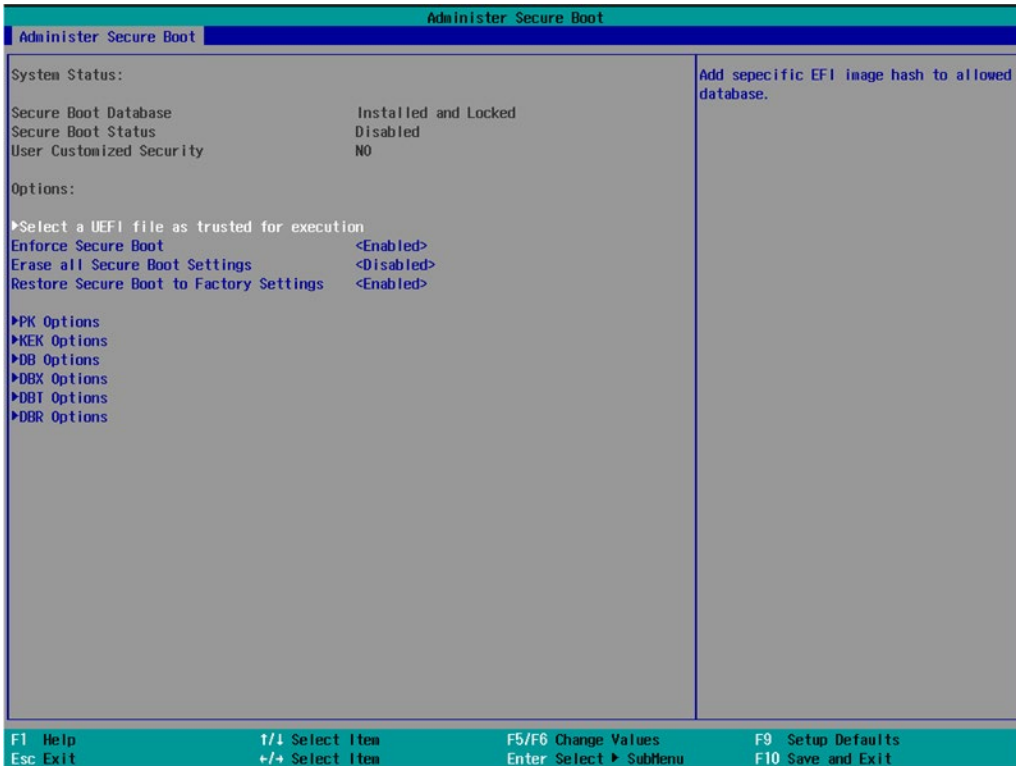 Administer Secure Boot
Administer Secure Boot
System Status:
Secure Boot Database Installed and Locked
Secure Boot Status Disabled
User Customized Security NO
Options:
▶Select a UEFI file as trusted for execution
Enforce Secure Boot <Enabled>
Erase all Secure Boot Settings <Disabled>
Restore Secure Boot to Factory Settings <Enabled>
▶PK Options
▶KEK Options
▶DB Options
▶DBX Options
▶DBT Options
▶DBR Options
Add sepecific EFI image hash to allowed
database.
F1 Help ↑/↓ Select Item F5/F6 Change Values F9 Setup Defaults
Esc Exit ←/→ Select Item Enter Select ▶ SubMenu F10 Save and Exit